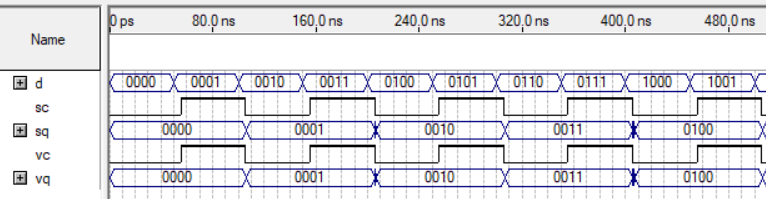 0 ps 80.0 ns 160.0 ns 240.0 ns 320.0 ns 400.0 ns 480.0 ns
Name
d 0000 0001 0010 0011 0100 0101 0110 0111 1000 1001
sc
sq 0000 0001 0010 0011 0100
vc
vq 0000 0001 0010 0011 0100